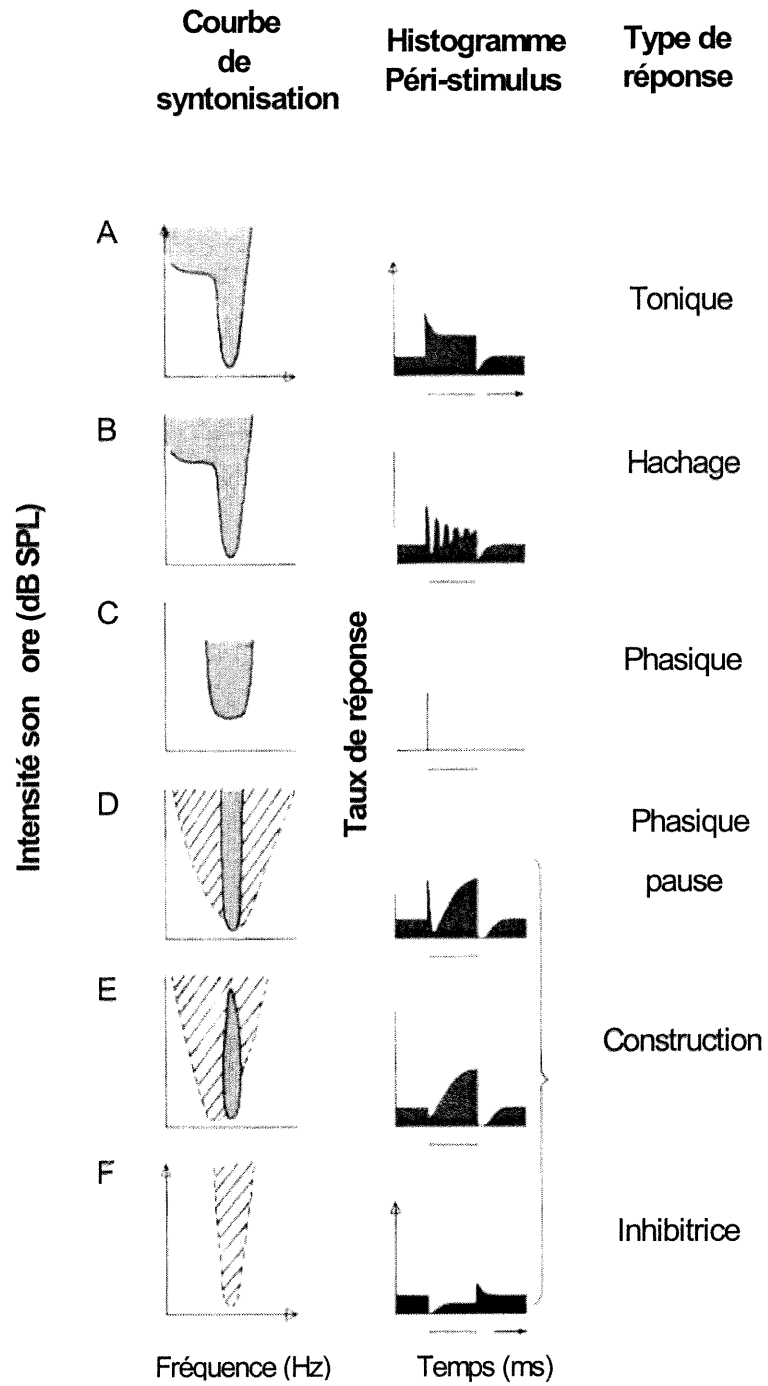 Courbe
de
syntonisation
Histogramme
Péri-stimulus
Type de
réponse
A
Tonique
B
Hachage
C
Phasique
D
Phasique
pause
E
Construction
F
Inhibitrice
Intensité son ore (dB SPL)
Taux de réponse
Fréquence (Hz)
Temps (ms)